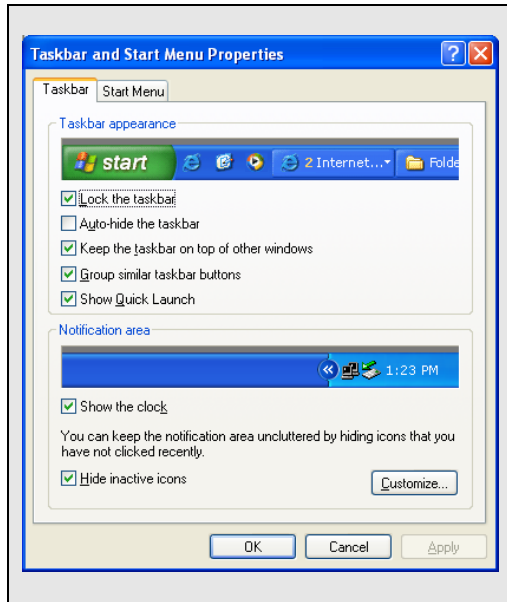 Taskbar and Start Menu Properties
Taskbar
Start Menu
Taskbar appearance
start
2 Internet...
Folde
Lock the taskbar
Auto-hide the taskbar
Keep the taskbar on top of other windows
Group similar taskbar buttons
Show Quick Launch
Notification area
1:23 PM
Show the clock
You can keep the notification area uncluttered by hiding icons that you
have not clicked recently.
Hide inactive icons
Customize...
OK
Cancel
Apply